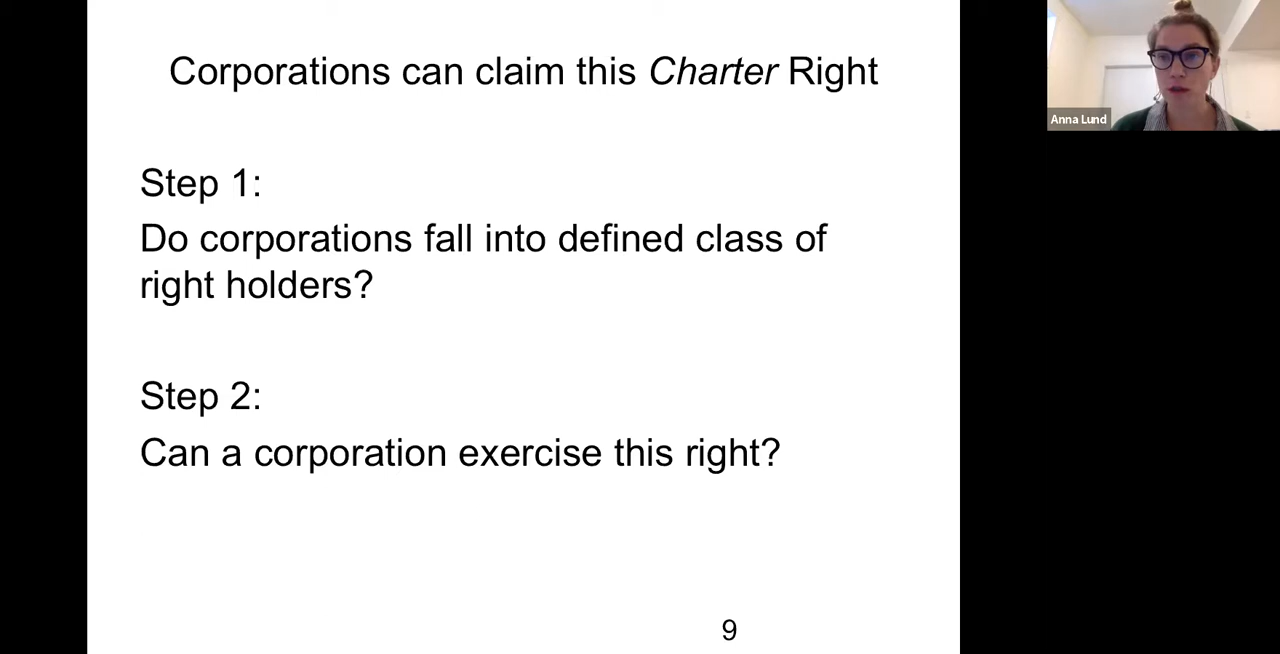 Corporations can claim this Charter Right
Anna Lund
Step 1:
Do corporations fall into defined class of
right holders?
Step 2:
Can a corporation exercise this right?
9